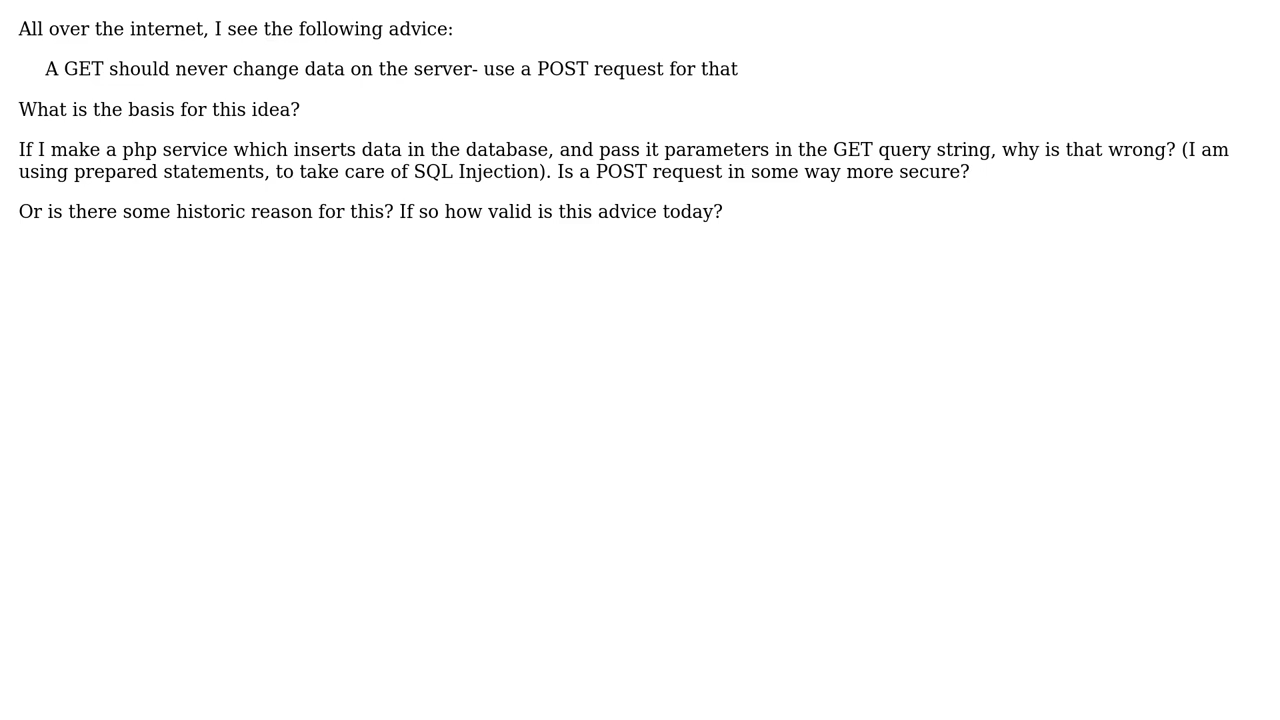 All over the internet, I see the following advice:
A GET should never change data on the server- use a POST request for that
What is the basis for this idea?
If I make a php service which inserts data in the database, and pass it parameters in the GET query string, why is that wrong? (I am
using prepared statements, to take care of SQL Injection). Is a POST request in some way more secure?
Or is there some historic reason for this? If so how valid is this advice today?